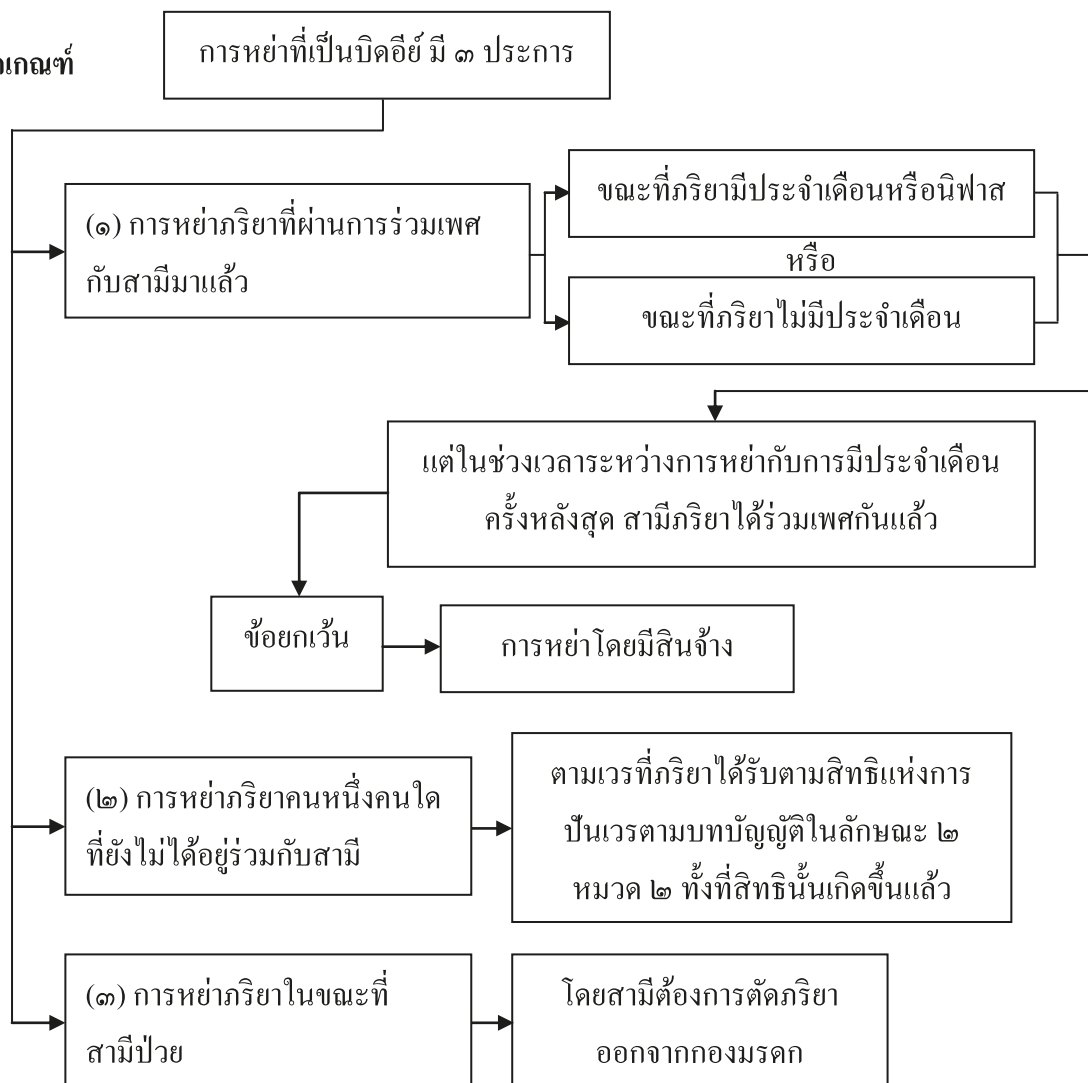 การหย่าที่เป็นบิดอีย์ มี ๓ ประการ
เกณฑ์
(๑) การหย่าภริยาที่ผ่านการร่วมเพศ
กับสามีมาแล้ว
ขณะที่ภริยามีประจำเดือนหรือนิฟาส
หรือ
ขณะที่ภริยาไม่มีประจำเดือน
แต่ในช่วงเวลาระหว่างการหย่ากับการมีประจำเดือน
ครั้งหลังสุด สามีภริยาได้ร่วมเพศกันแล้ว
ข้อยกเว้น
การหย่าโดยมีสินจ้าง
(๒) การหย่าภริยาคนหนึ่งคนใด
ที่ยังไม่ได้อยู่ร่วมกับสามี
ตามเวรที่ภริยาได้รับตามสิทธิแห่งการ
ปันเวรตามบทบัญญัติในลักษณะ ๒
หมวด ๒ ทั้งที่สิทธินั้นเกิดขึ้นแล้ว
(๓) การหย่าภริยาในขณะที่
สามีป่วย
โดยสามีต้องการตัดภริยา
ออกจากกองมรดก